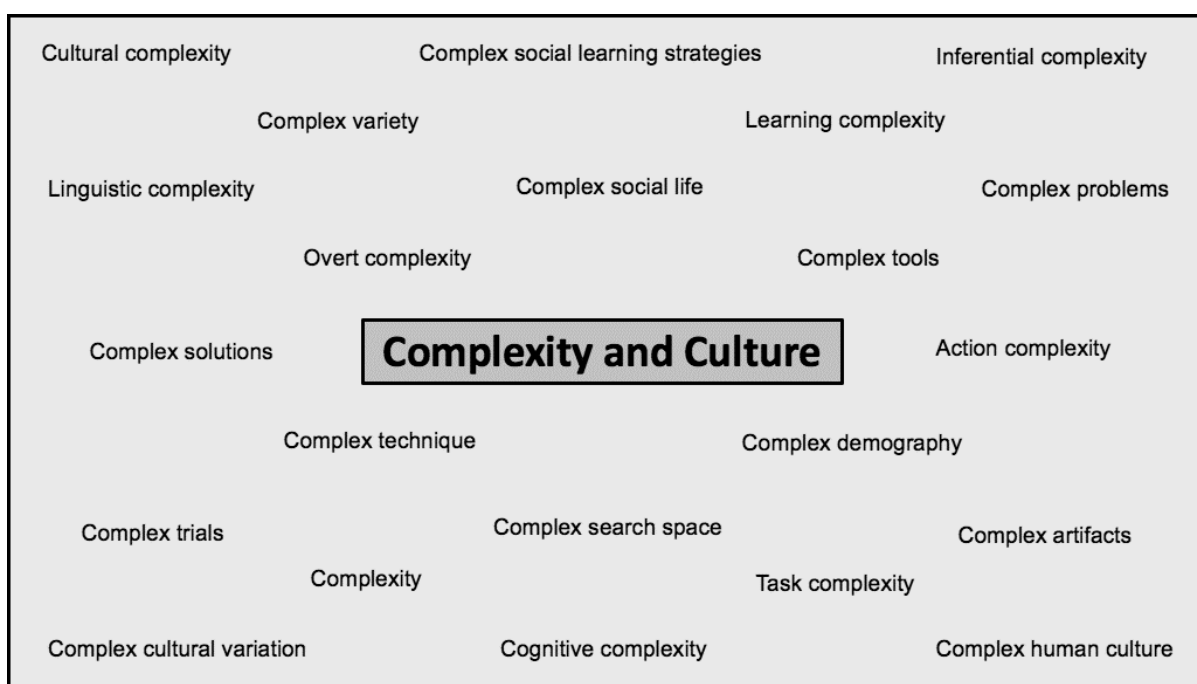 Cultural complexity
Complex social learning strategies
Inferential complexity
Complex variety
Learning complexity
Linguistic complexity
Complex social life
Complex problems
Overt complexity
Complex tools
Complex solutions
Complexity and Culture
Action complexity
Complex technique
Complex demography
Complex trials
Complex search space
Complex artifacts
Complexity
Task complexity
Complex cultural variation
Cognitive complexity
Complex human culture